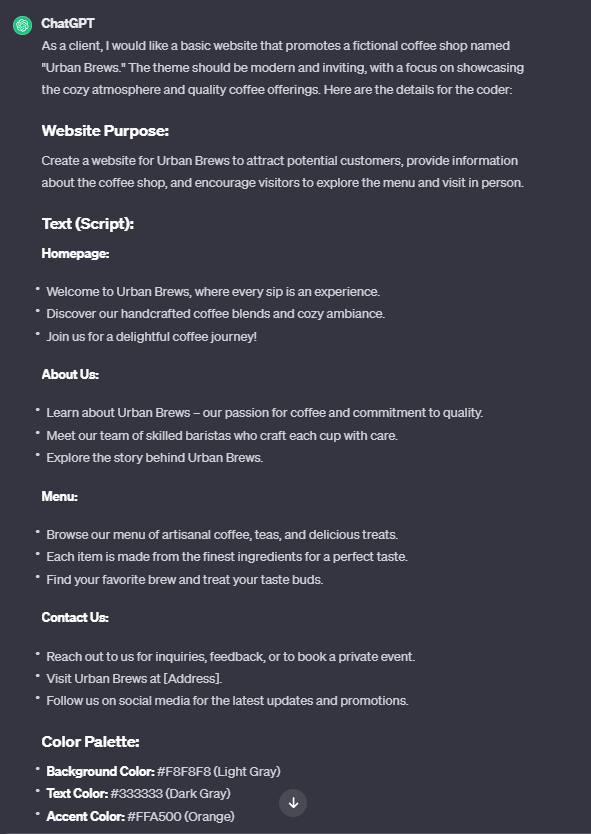 ChatGPT
As a client, I would like a basic website that promotes a fictional coffee shop named
"Urban Brews." The theme should be modern and inviting, with a focus on showcasing
the cozy atmosphere and quality coffee offerings. Here are the details for the coder:
Website Purpose:
Create a website for Urban Brews to attract potential customers, provide information
about the coffee shop, and encourage visitors to explore the menu and visit in person.
Text (Script):
Homepage:
• Welcome to Urban Brews, where every sip is an experience.
• Discover our handcrafted coffee blends and cozy ambiance.
• Join us for a delightful coffee journey!
About Us:
• Learn about Urban Brews – our passion for coffee and commitment to quality.
• Meet our team of skilled baristas who craft each cup with care.
• Explore the story behind Urban Brews.
Menu:
• Browse our menu of artisanal coffee, teas, and delicious treats.
• Each item is made from the finest ingredients for a perfect taste.
• Find your favorite brew and treat your taste buds.
Contact Us:
• Reach out to us for inquiries, feedback, or to book a private event.
• Visit Urban Brews at [Address].
• Follow us on social media for the latest updates and promotions.
Color Palette:
• Background Color: #F8F8F8 (Light Gray)
• Text Color: #333333 (Dark Gray)
• Accent Color: #FFA500 (Orange)